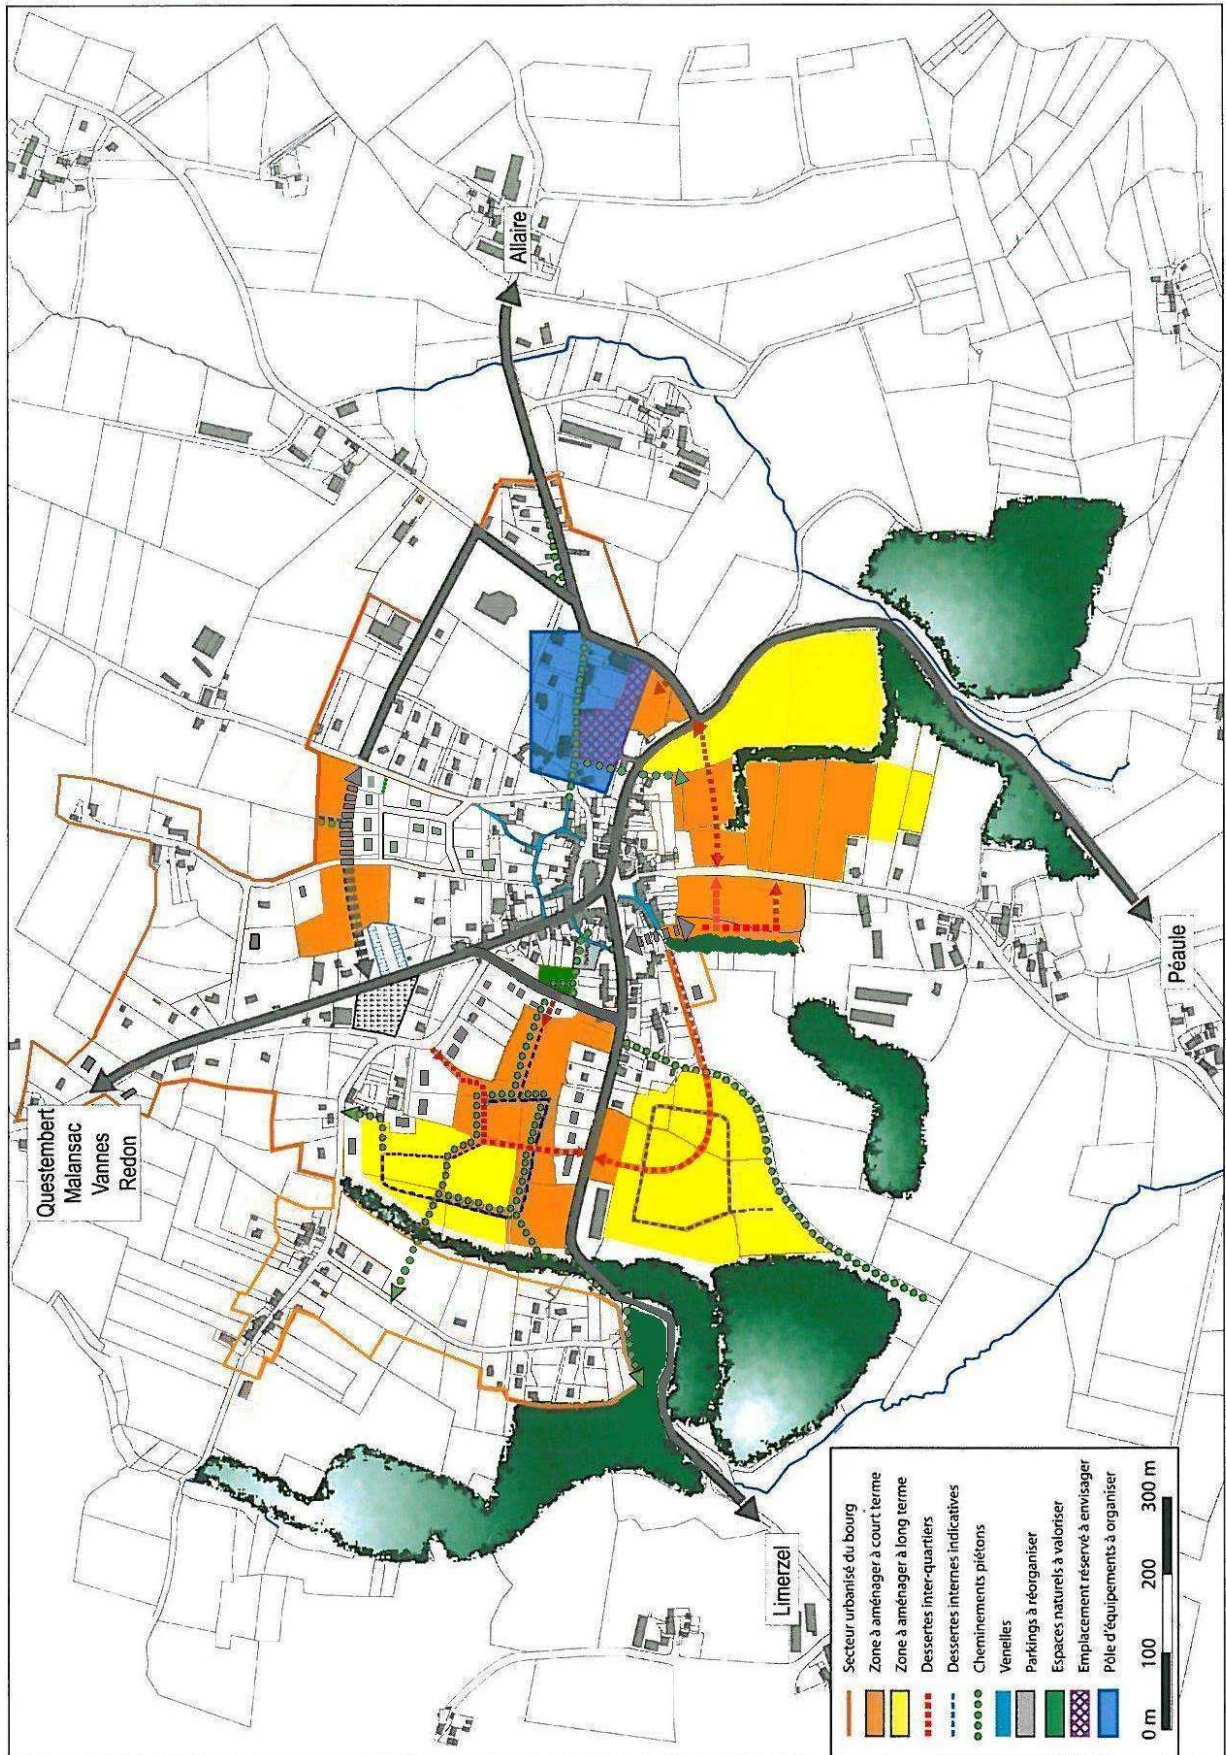 Questembert
Malansac
Vannes
Redon
Allaire
Péaule
Limerzel
Secteur urbanisé du bourg
Zone à aménager à court terme
Zone à aménager à long terme
Dessertes inter-quartiers
Dessertes internes indicatives
Cheminements piétons
Venelles
Parkings à réorganiser
Espaces naturels à valoriser
Emplacement réservé à envisager
Pôle d'équipements à organiser
0 m 100 200 300 m